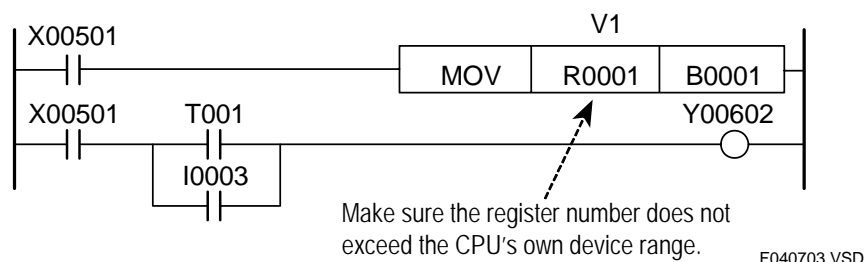 V1
X00501
MOV R0001 B0001
X00501 T001 Y00602
I0003
Make sure the register number does not
exceed the CPU's own device range.
F040703.VSD